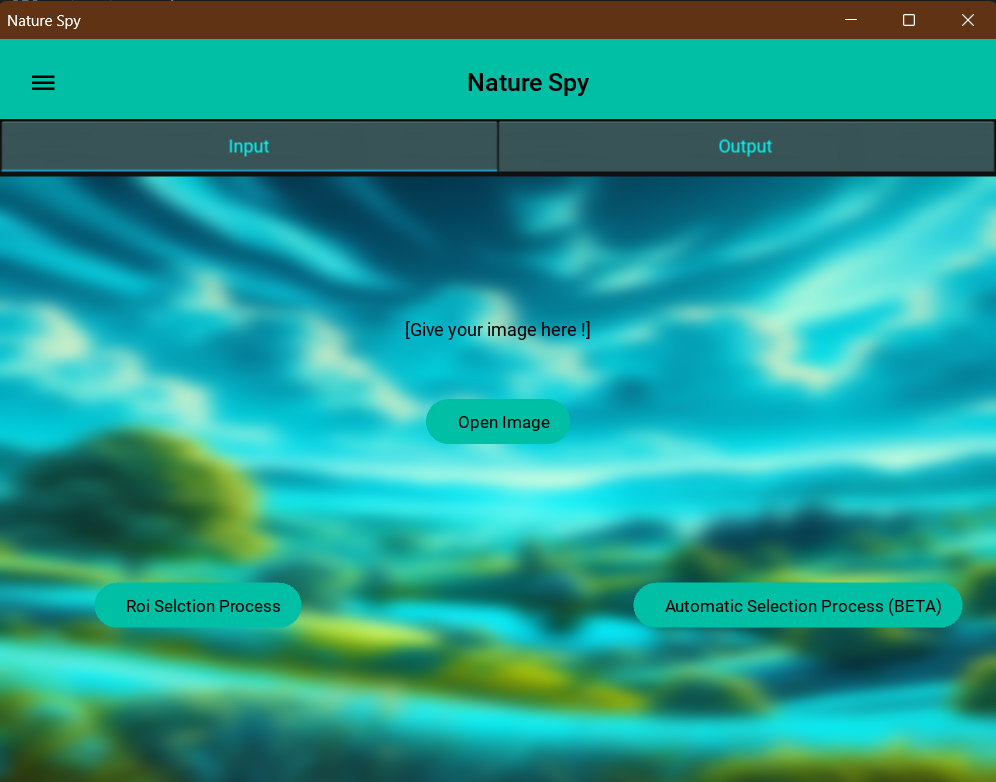 Nature Spy
Nature Spy
Input Output
[Give your image here !]
Open Image
Roi Selction Process
Automatic Selection Process (BETA)